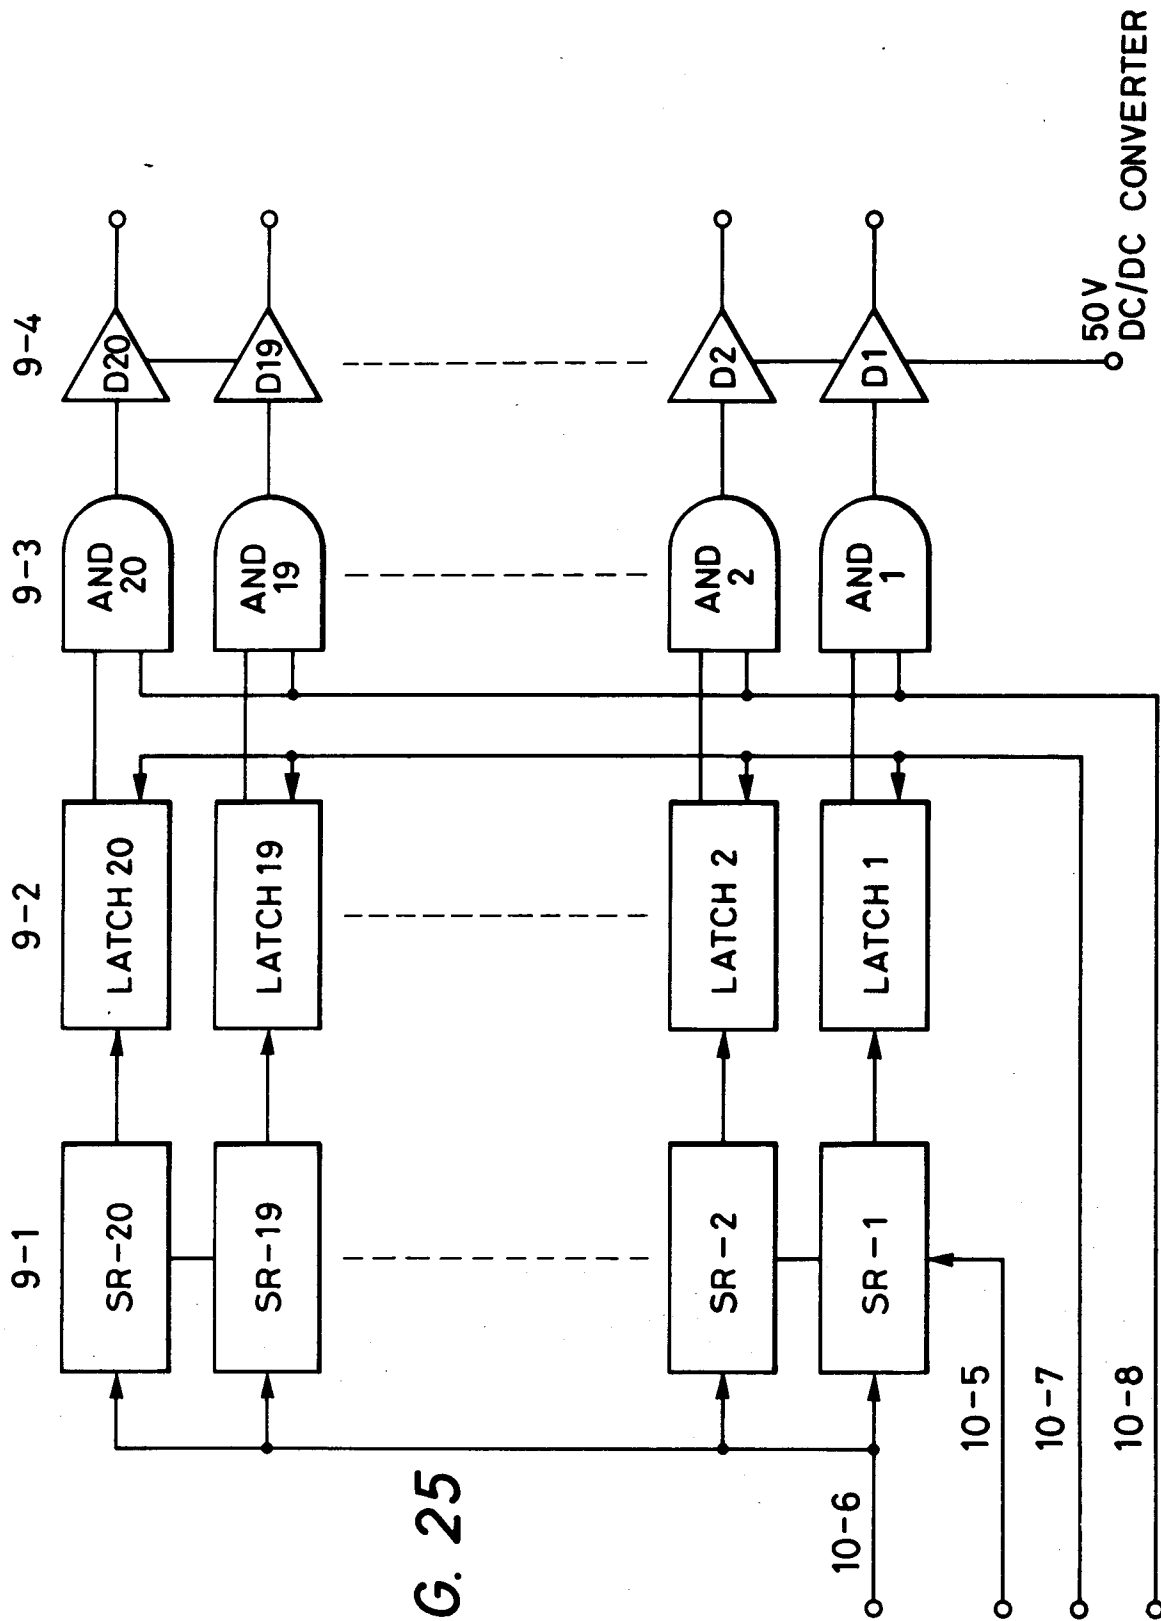 9-1
9-2
9-3
9-4
SR-20
LATCH 20
AND
20
D20
SR-19
LATCH 19
AND
19
D19
G. 25
SR-2
LATCH 2
AND
2
D2
10-6
SR-1
LATCH 1
AND
1
D1
10-5
10-7
10-8
50V
DC/DC CONVERTER